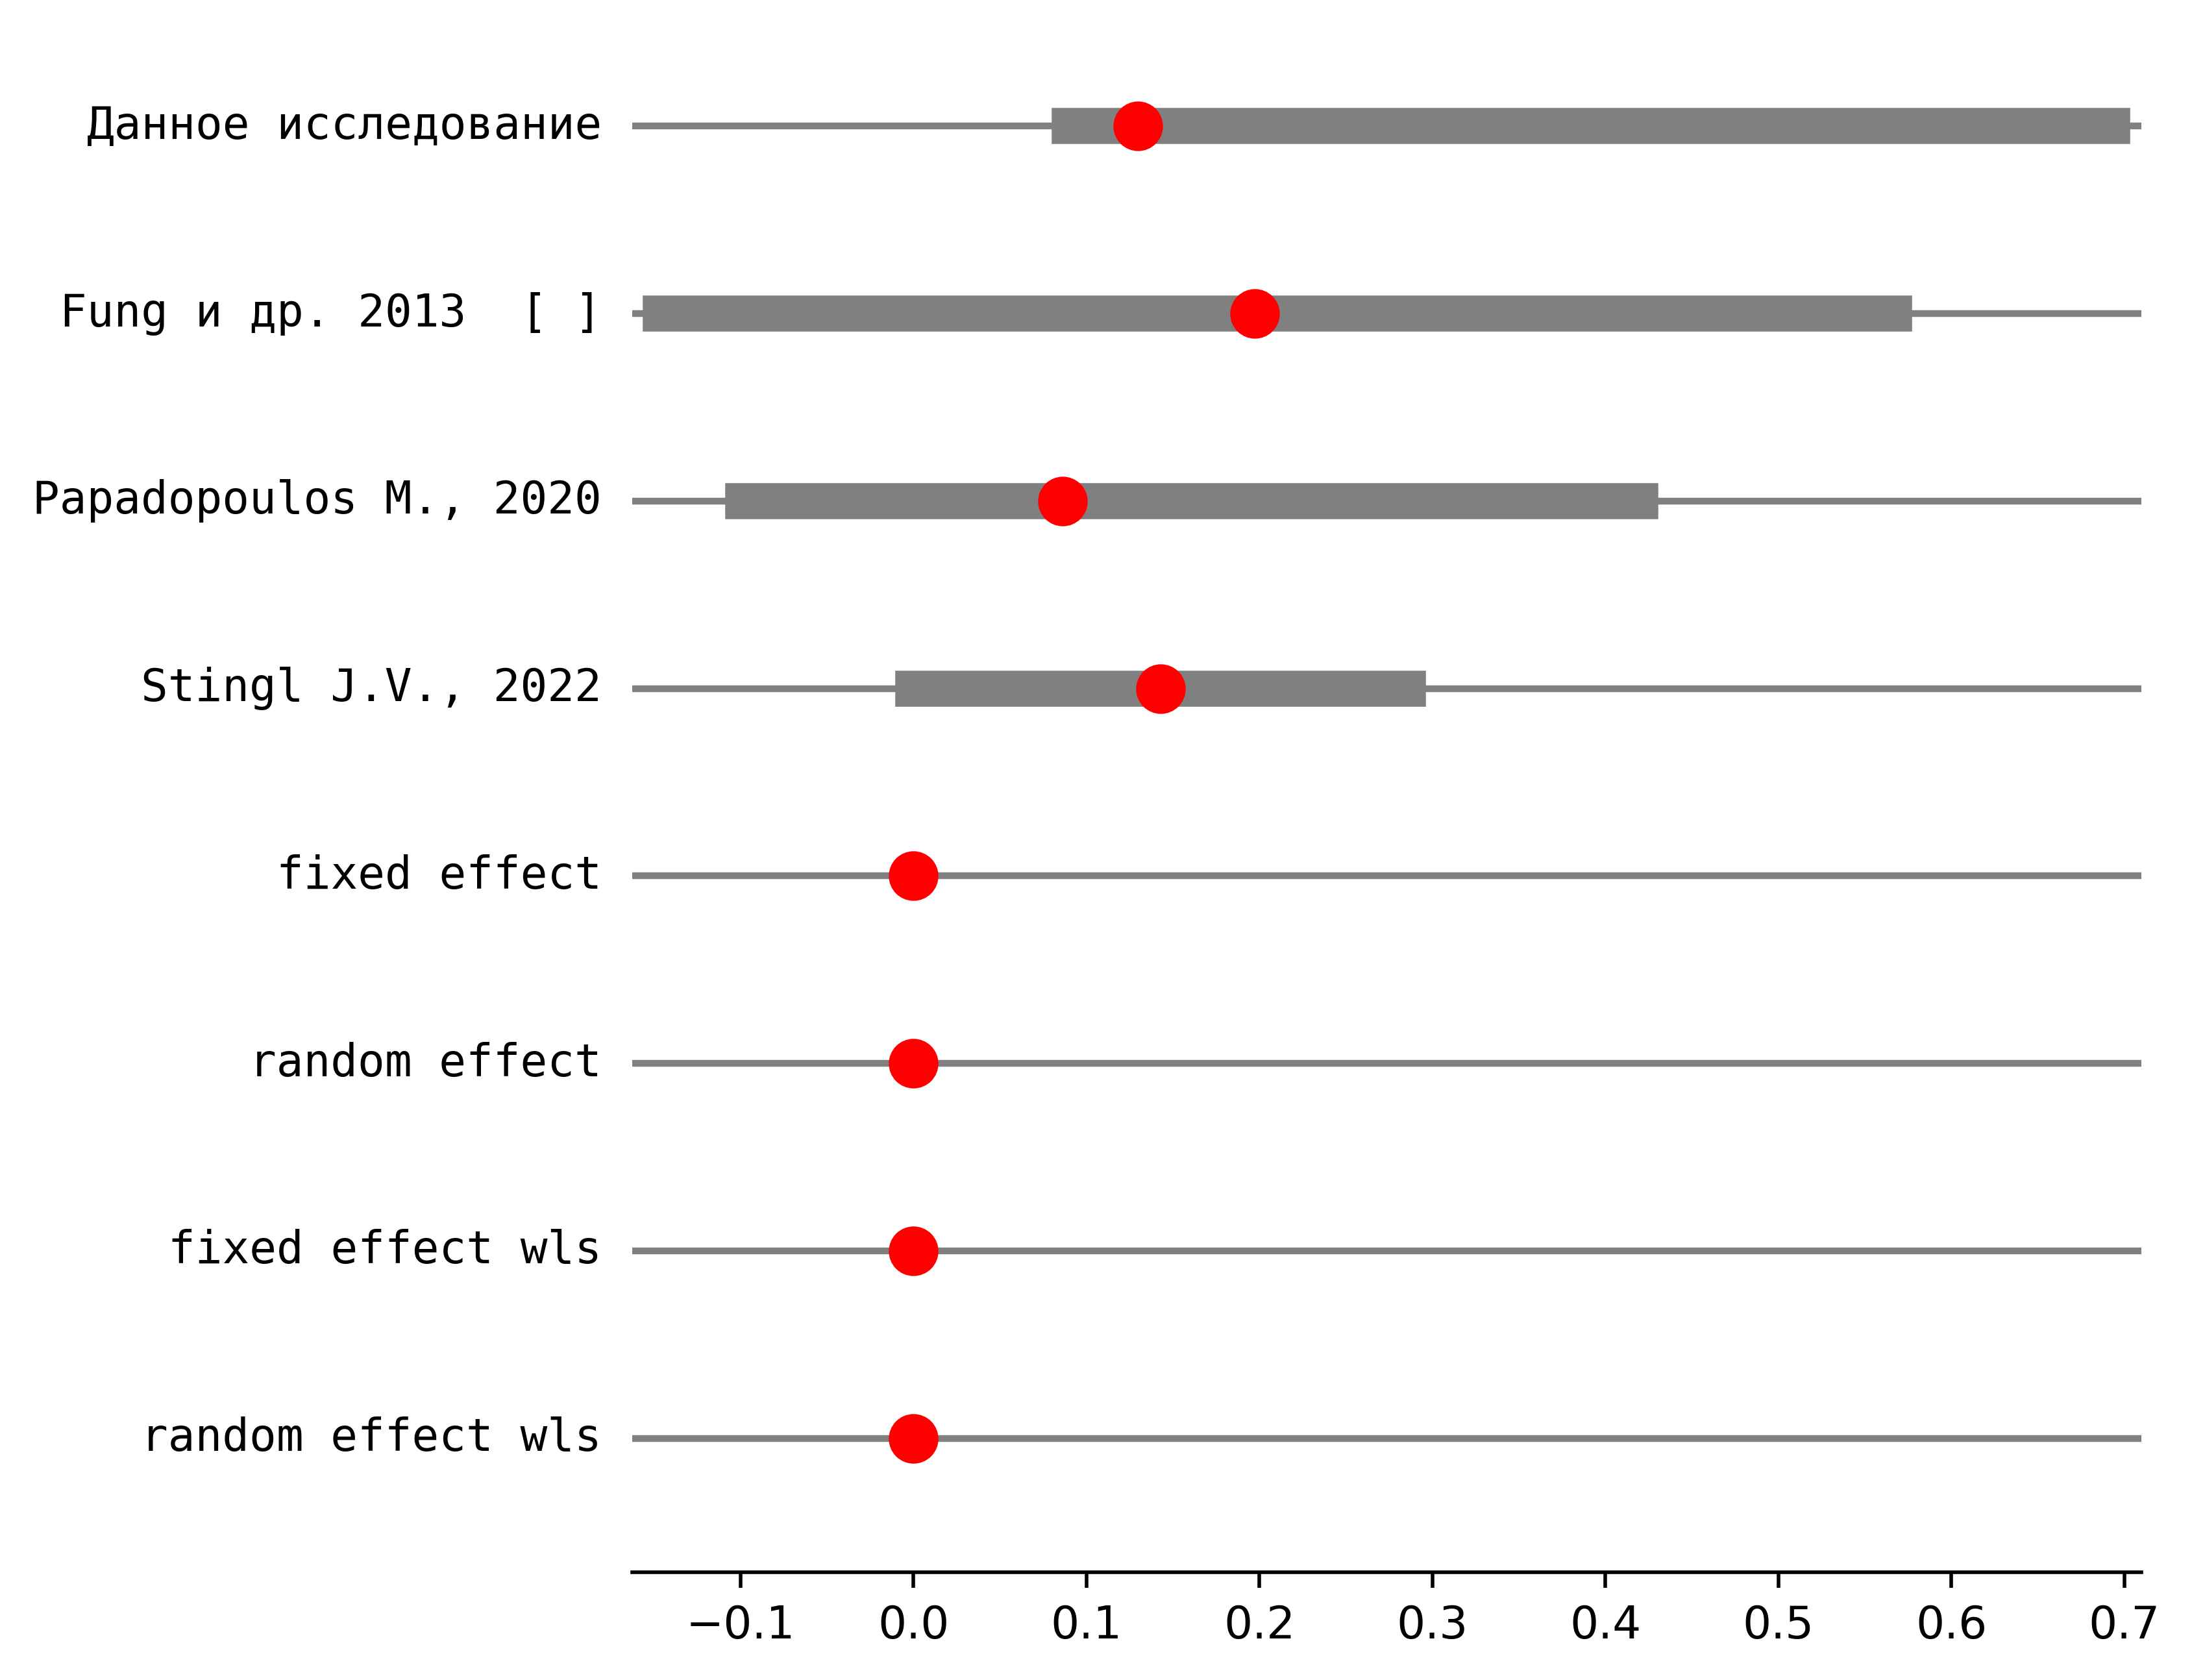 Данное исследование
Fung и др. 2013  [ ]
Papadopoulos M., 2020
Stingl J.V., 2022
fixed effect
random effect
fixed effect wls
random effect wls
−0.1 0.0 0.1 0.2 0.3 0.4 0.5 0.6 0.7